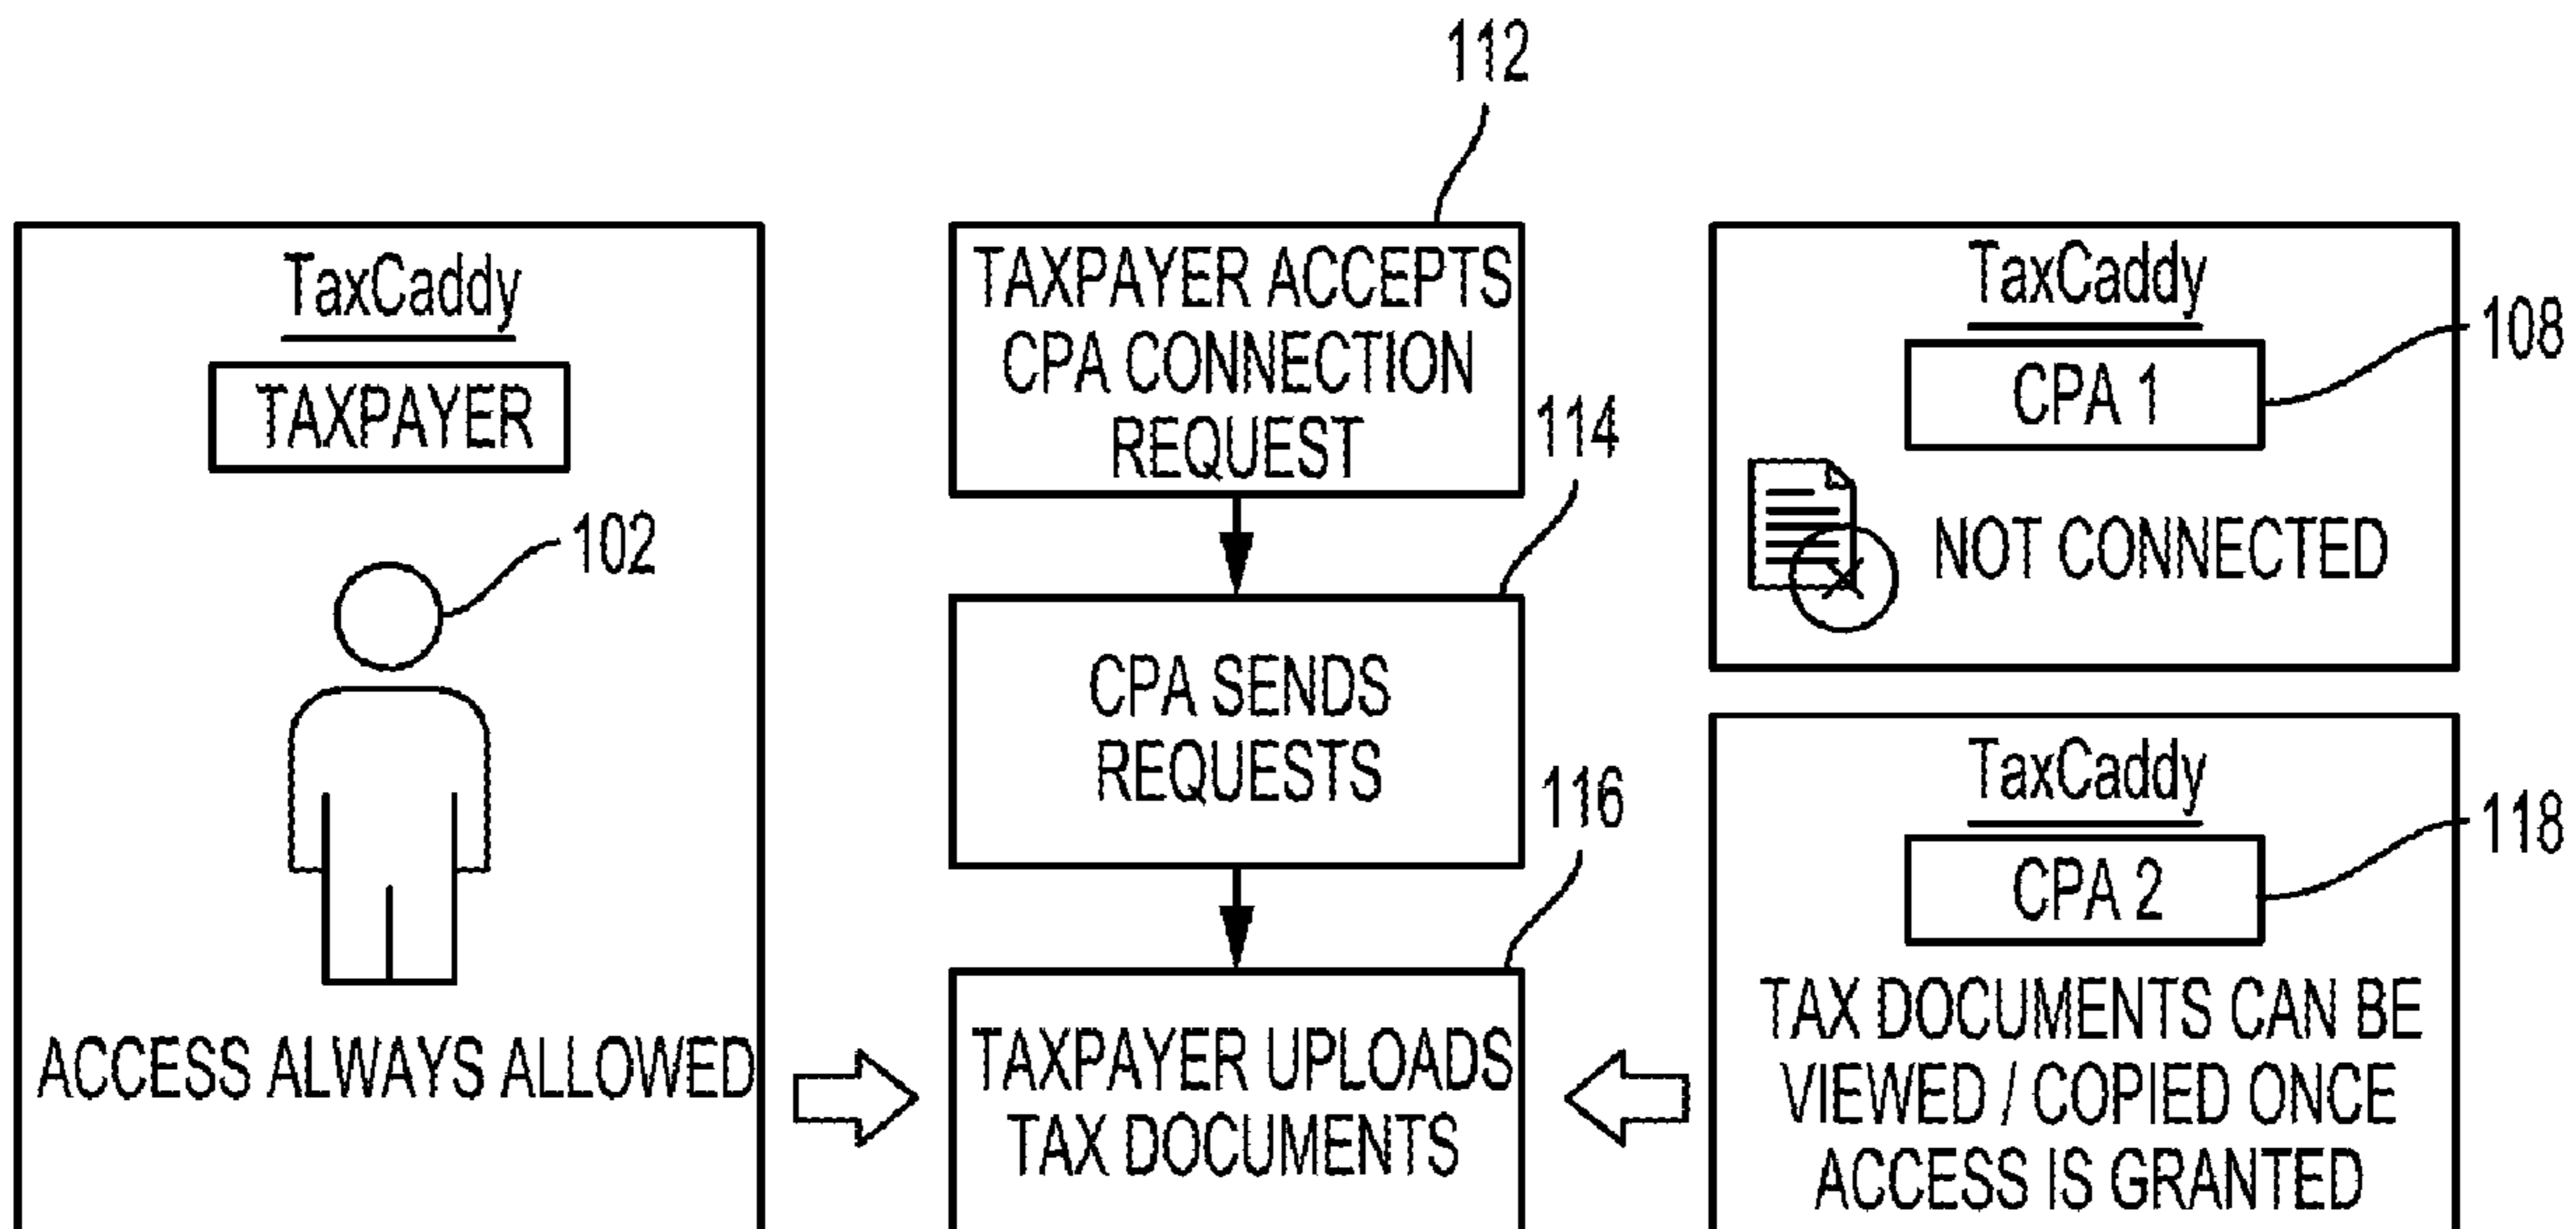 112
TaxCaddy
TAXPAYER
102
ACCESS ALWAYS ALLOWED
TAXPAYER ACCEPTS
CPA CONNECTION
REQUEST
114
CPA SENDS
REQUESTS
116
TAXPAYER UPLOADS
TAX DOCUMENTS
TaxCaddy
CPA 1
108
NOT CONNECTED
TaxCaddy
CPA 2
118
TAX DOCUMENTS CAN BE
VIEWED / COPIED ONCE
ACCESS IS GRANTED